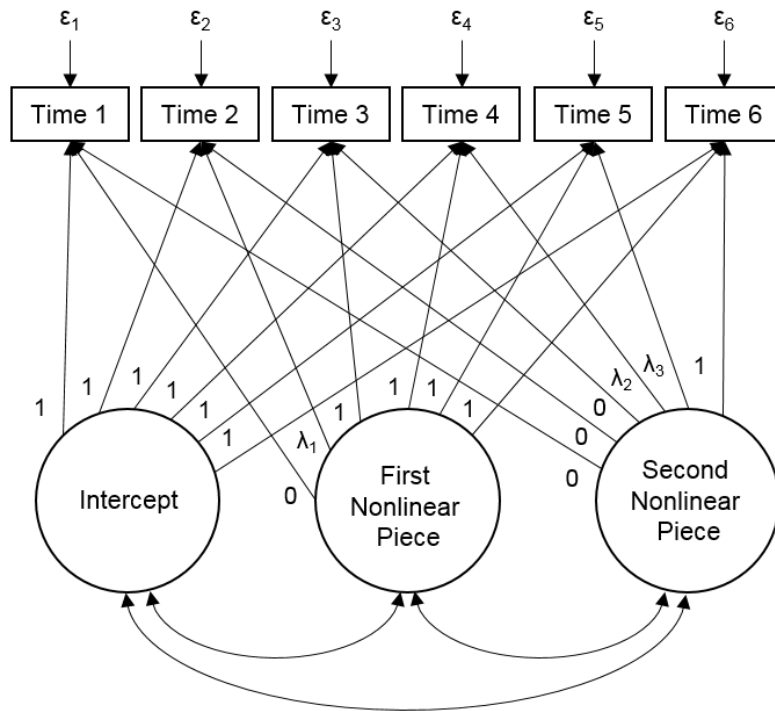 ε₁ ε₂ ε₃ ε₄ ε₅ ε₆
Time 1 Time 2 Time 3 Time 4 Time 5 Time 6
1 1 1 1 1 1
λ₁ 1 1 1 1
0
λ₂ λ₃ 1
0
0
0
Intercept
First
Nonlinear
Piece
Second
Nonlinear
Piece